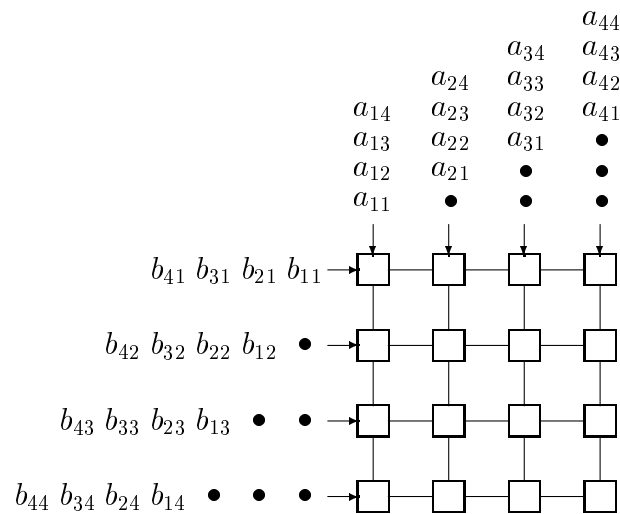 a44
a34 a43
a24 a33 a42
a14 a23 a32 a41
a13 a22 a31 •
a12 a21 • •
a11 • • •
b41 b31 b21 b11
b42 b32 b22 b12 •
b43 b33 b23 b13 • •
b44 b34 b24 b14 • • •